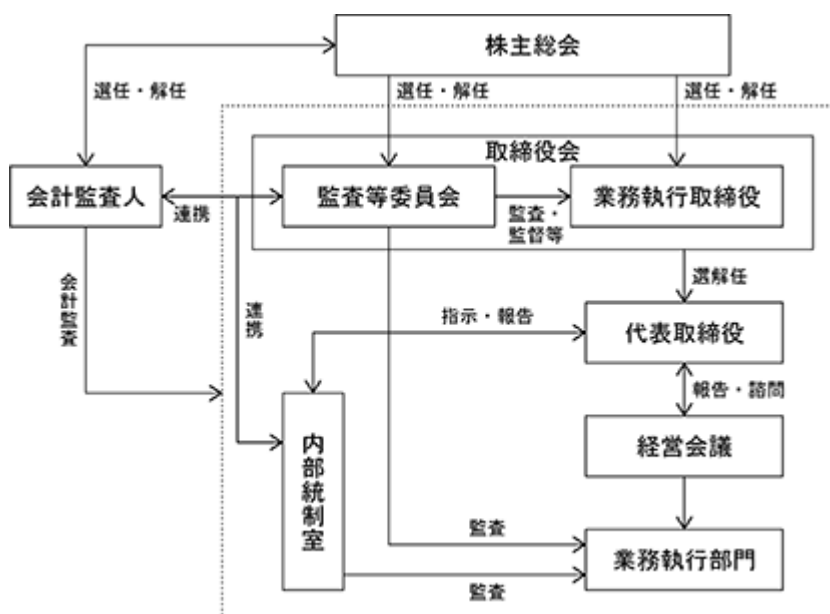 株主総会
選任・解任
選任・解任
選任・解任
取締役会
会計監査人
連携
監査等委員会
監査・
監督等
業務執行取締役
選解任
会計監査
連携
指示・報告
代表取締役
報告・諮問
内部統制室
経営会議
監査
業務執行部門
監査